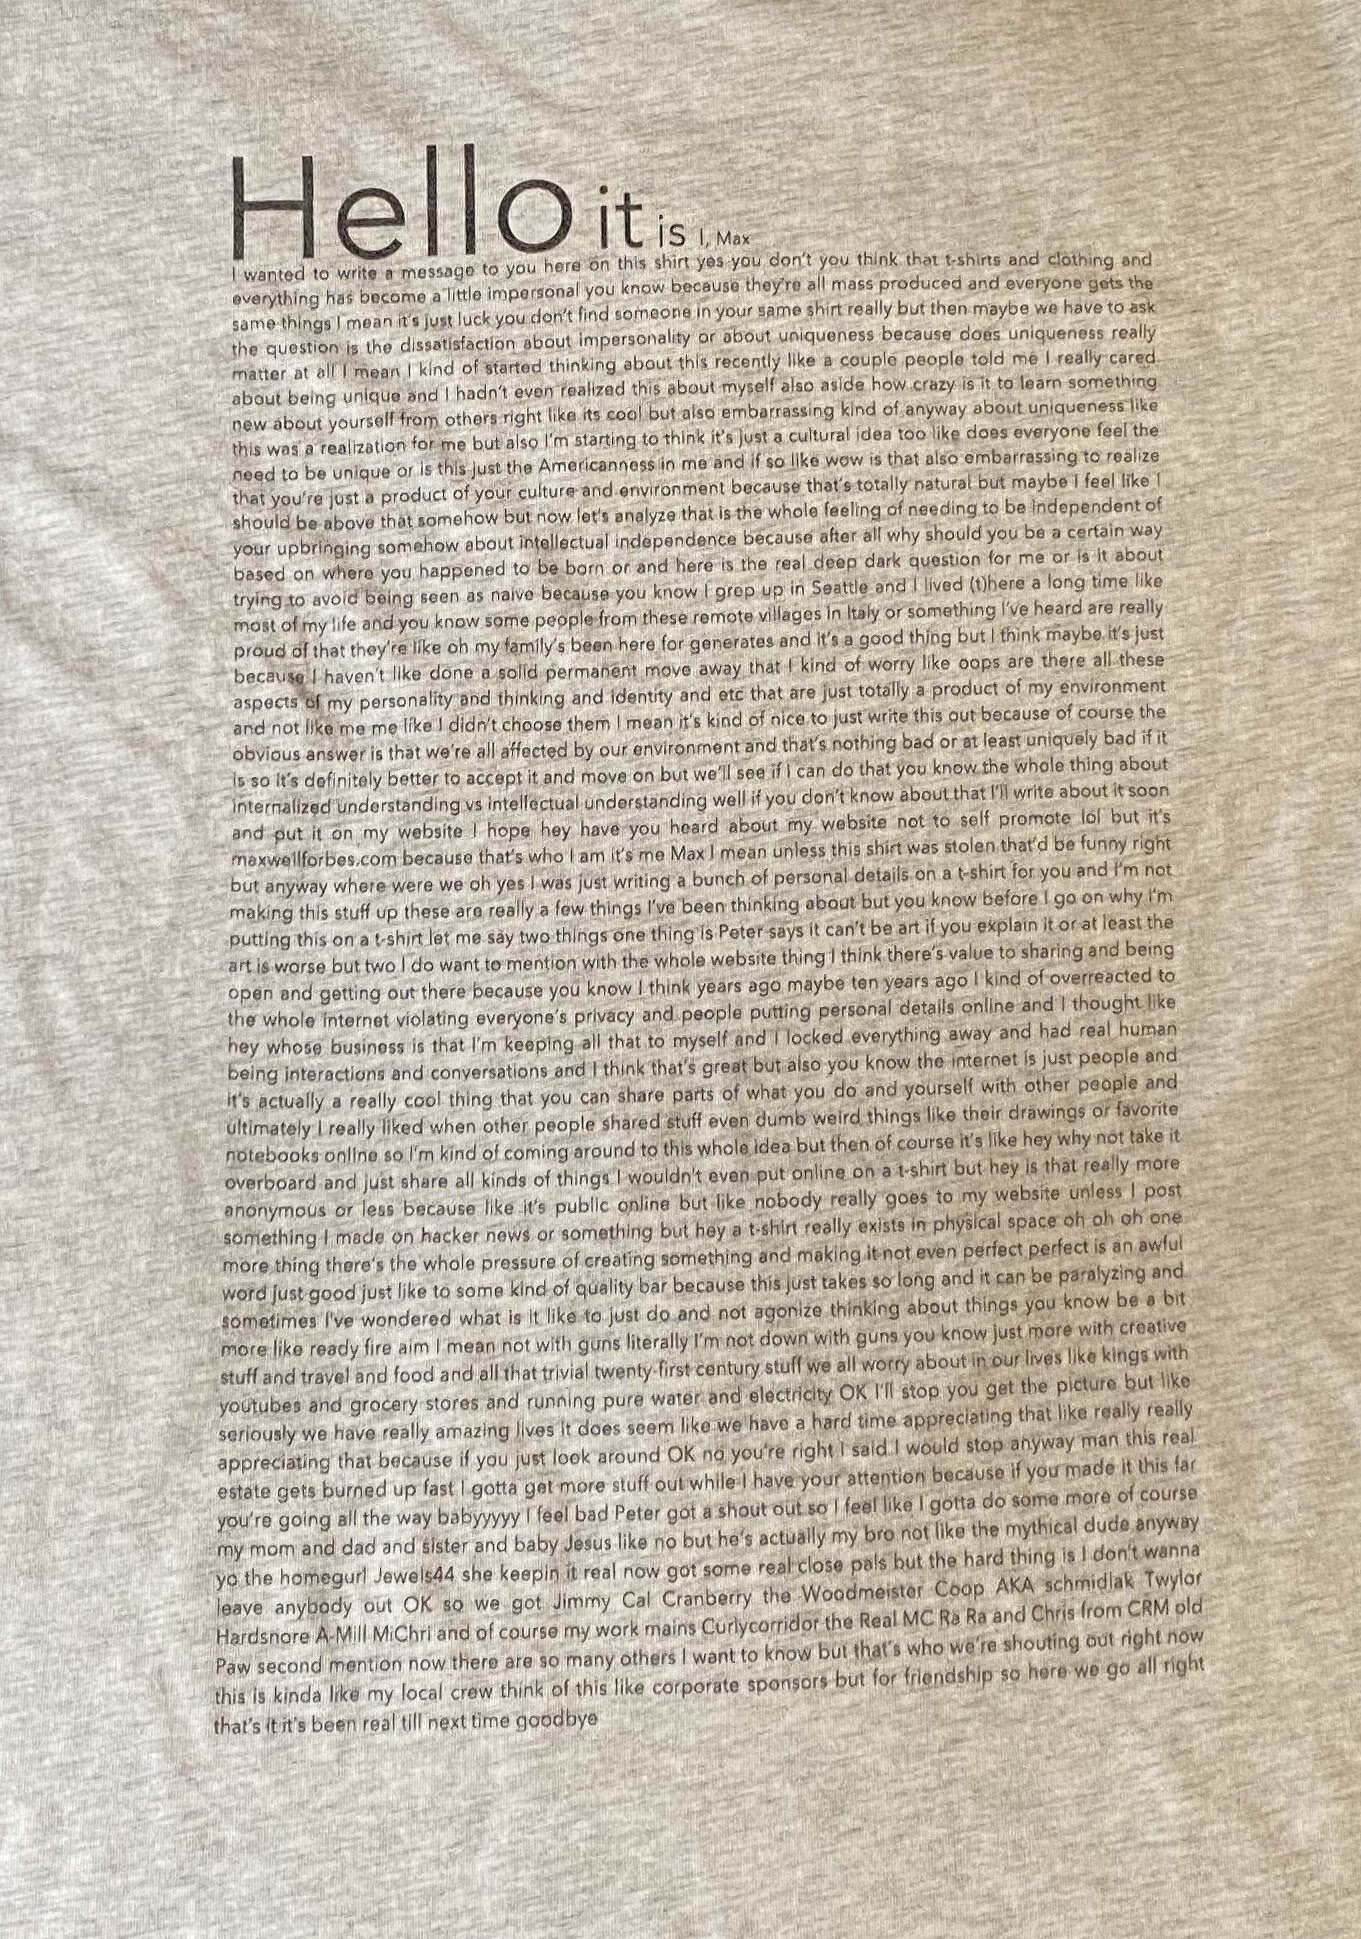 Hello it is I, Max
I wanted to write a message to you here on this shirt yes you don't you think that t-shirts and clothing and
everything has become a little impersonal you know because they're all mass produced and everyone gets the
same things I mean it's just luck you don't find someone in your same shirt really but then maybe we have to ask
the question is the dissatisfaction about impersonality or about uniqueness because does uniqueness really
matter at all I mean I kind of started thinking about this recently like a couple people told me I really cared
about being unique and I hadn't even realized this about myself also aside how crazy is it to learn something
new about yourself from others right like its cool but also embarrassing kind of anyway about uniqueness like
this was a realization for me but also I'm starting to think it's just a cultural idea too like does everyone feel the
need to be unique or is this just the Americanness in me and if so like wow is that also embarrassing to realize
that you're just a product of your culture and environment because that's totally natural but maybe I feel like I
should be above that somehow but now let's analyze that is the whole feeling of needing to be independent of
your upbringing somehow about intellectual independence because after all why should you be a certain way
based on where you happened to be born or and here is the real deep dark question for me or is it about
trying to avoid being seen as naive because you know I grep up in Seattle and I lived (t)here a long time like
most of my life and you know some people from these remote villages in Italy or something I've heard are really
proud of that they're like oh my family's been here for generates and it's a good thing but I think maybe it's just
because I haven't like done a solid permanent move away that I kind of worry like oops are there all these
aspects of my personality and thinking and identity and etc that are just totally a product of my environment
and not like me me like I didn't choose them I mean it's kind of nice to just write this out because of course the
obvious answer is that we're all affected by our environment and that's nothing bad or at least uniquely bad if it
is so it's definitely better to accept it and move on but we'll see if I can do that you know the whole thing about
internalized understanding vs intellectual understanding well if you don't know about that I'll write about it soon
and put it on my website I hope hey have you heard about my website not to self promote lol but it's
maxwellforbes.com because that's who I am it's me Max I mean unless this shirt was stolen that'd be funny right
but anyway where were we oh yes I was just writing a bunch of personal details on a t-shirt for you and I'm not
making this stuff up these are really a few things I've been thinking about but you know before I go on why I'm
putting this on a t-shirt let me say two things one thing is Peter says it can't be art if you explain it or at least the
art is worse but two I do want to mention with the whole website thing I think there's value to sharing and being
open and getting out there because you know I think years ago maybe ten years ago I kind of overreacted to
the whole internet violating everyone's privacy and people putting personal details online and I thought like
hey whose business is that I'm keeping all that to myself and I locked everything away and had real human
being interactions and conversations and I think that's great but also you know the internet is just people and
it's actually a really cool thing that you can share parts of what you do and yourself with other people and
ultimately I really liked when other people shared stuff even dumb weird things like their drawings or favorite
notebooks online so I'm kind of coming around to this whole idea but then of course it's like hey why not take it
overboard and just share all kinds of things I wouldn't even put online on a t-shirt but hey is that really more
anonymous or less because like it's public online but like nobody really goes to my website unless I post
something I made on hacker news or something but hey a t-shirt really exists in physical space oh oh oh one
more thing there's the whole pressure of creating something and making it not even perfect perfect is an awful
word just good just like to some kind of quality bar because this just takes so long and it can be paralyzing and
sometimes I've wondered what is it like to just do and not agonize thinking about things you know be a bit
more like ready fire aim I mean not with guns literally I'm not down with guns you know just more with creative
stuff and travel and food and all that trivial twenty-first century stuff we all worry about in our lives like kings with
youtubes and grocery stores and running pure water and electricity OK I'll stop you get the picture but like
seriously we have really amazing lives it does seem like we have a hard time appreciating that like really really
appreciating that because if you just look around OK no you're right I said I would stop anyway man this real
estate gets burned up fast I gotta get more stuff out while I have your attention because if you made it this far
you're going all the way babyyyyy I feel bad Peter got a shout out so I feel like I gotta do some more of course
my mom and dad and sister and baby Jesus like no but he's actually my bro not like the mythical dude anyway
yo the homegurl Jewels44 she keepin it real now got some real close pals but the hard thing is I don't wanna
leave anybody out OK so we got Jimmy Cal Cranberry the Woodmeister Coop AKA schmidlak Twylor
Hardsnore A-Mill MiChri and of course my work mains Curlycorridor the Real MC Ra Ra and Chris from CRM old
Paw second mention now there are so many others I want to know but that's who we're shouting out right now
this is kinda like my local crew think of this like corporate sponsors but for friendship so here we go all right
that's it it's been real till next time goodbye